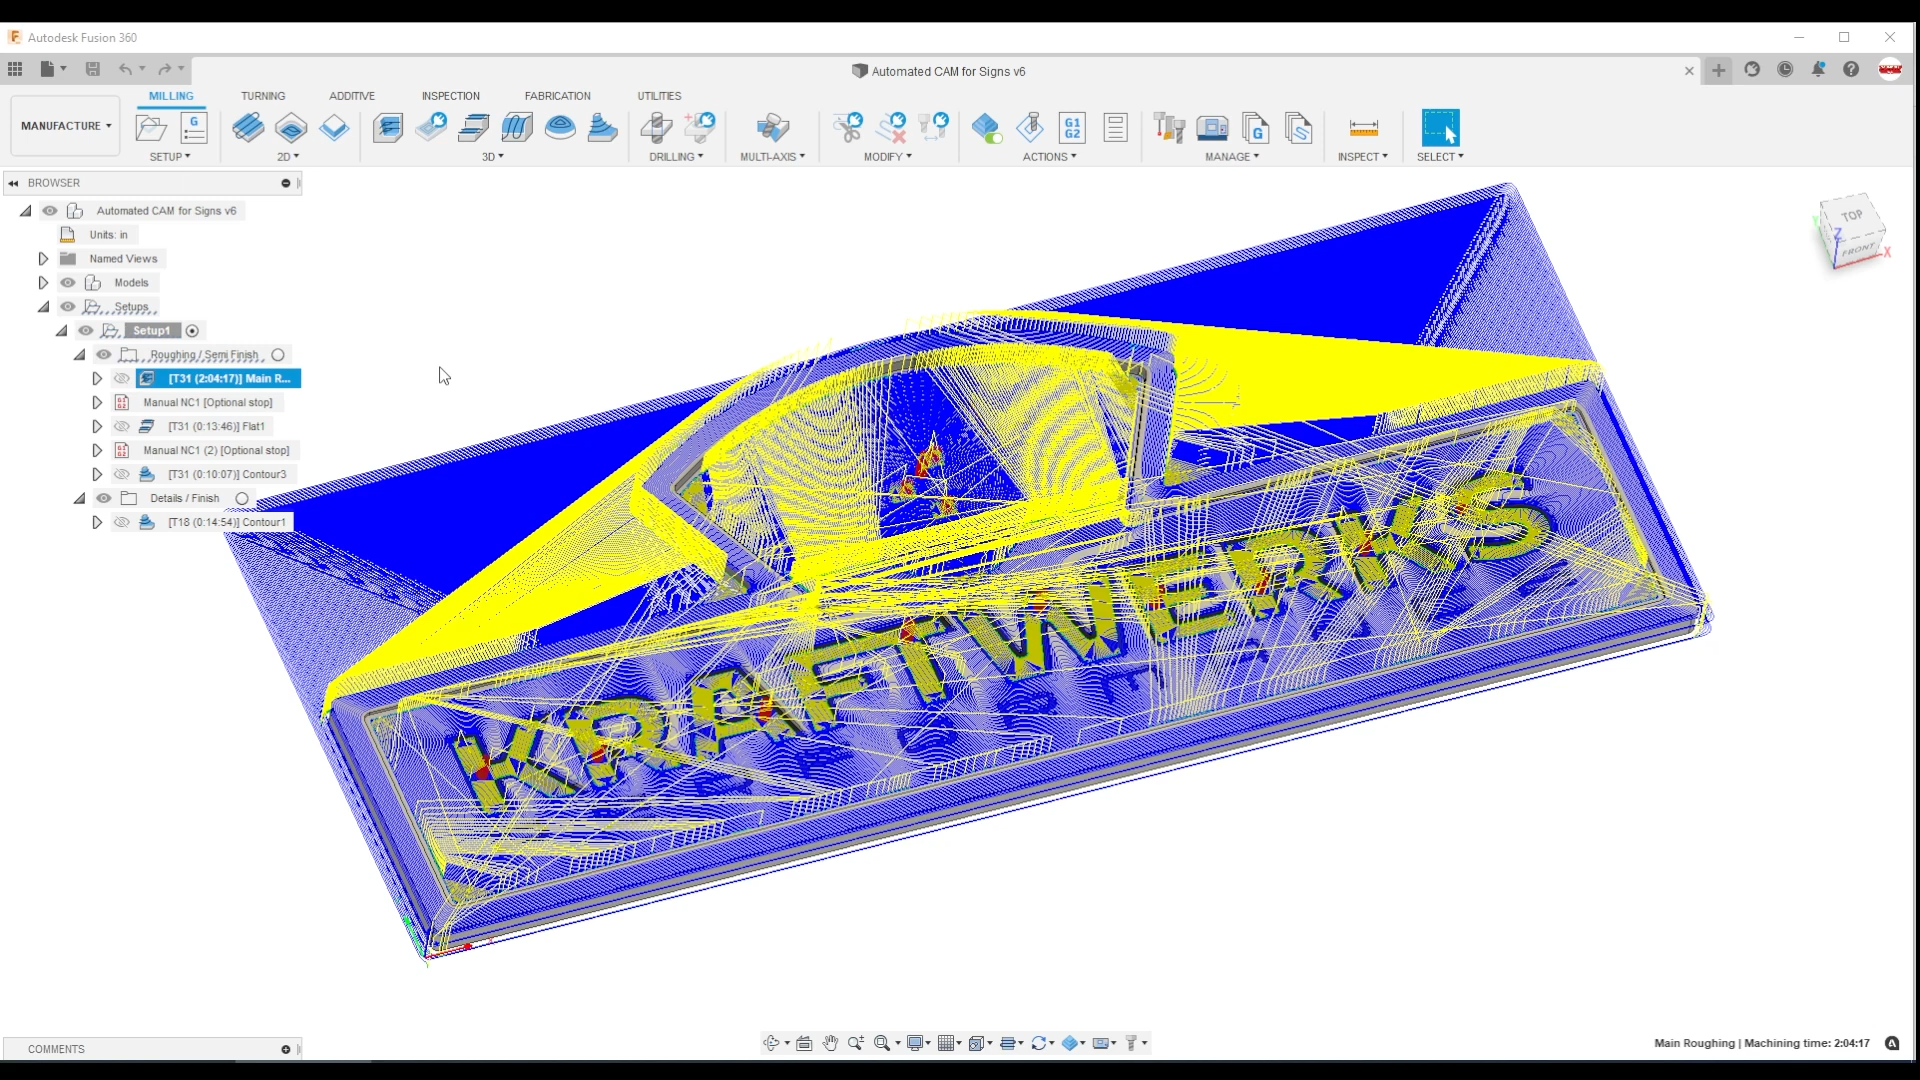 Autodesk Fusion 360
Automated CAM for Signs v6
MILLING TURNING ADDITIVE INSPECTION FABRICATION UTILITIES
MANUFACTURE
G
G1
G2
G
S
SETUP 2D 3D DRILLING MULTI-AXIS MODIFY ACTIONS MANAGE INSPECT SELECT
BROWSER
Automated CAM for Signs v6
Units: in
Named Views
Models
Setups
Setup1
Roughing / Semi Finish
[T31 (2:04:17)] Main R...
Manual NC1 [Optional stop]
[T31 (0:13:46)] Flat1
Manual NC1 (2) [Optional stop]
[T31 (0:10:07)] Contour3
Details / Finish
[T18 (0:14:54)] Contour1
TOP
FRONT
Z
X
Y
KRAFTWERKS
COMMENTS
Main Roughing | Machining time: 2:04:17